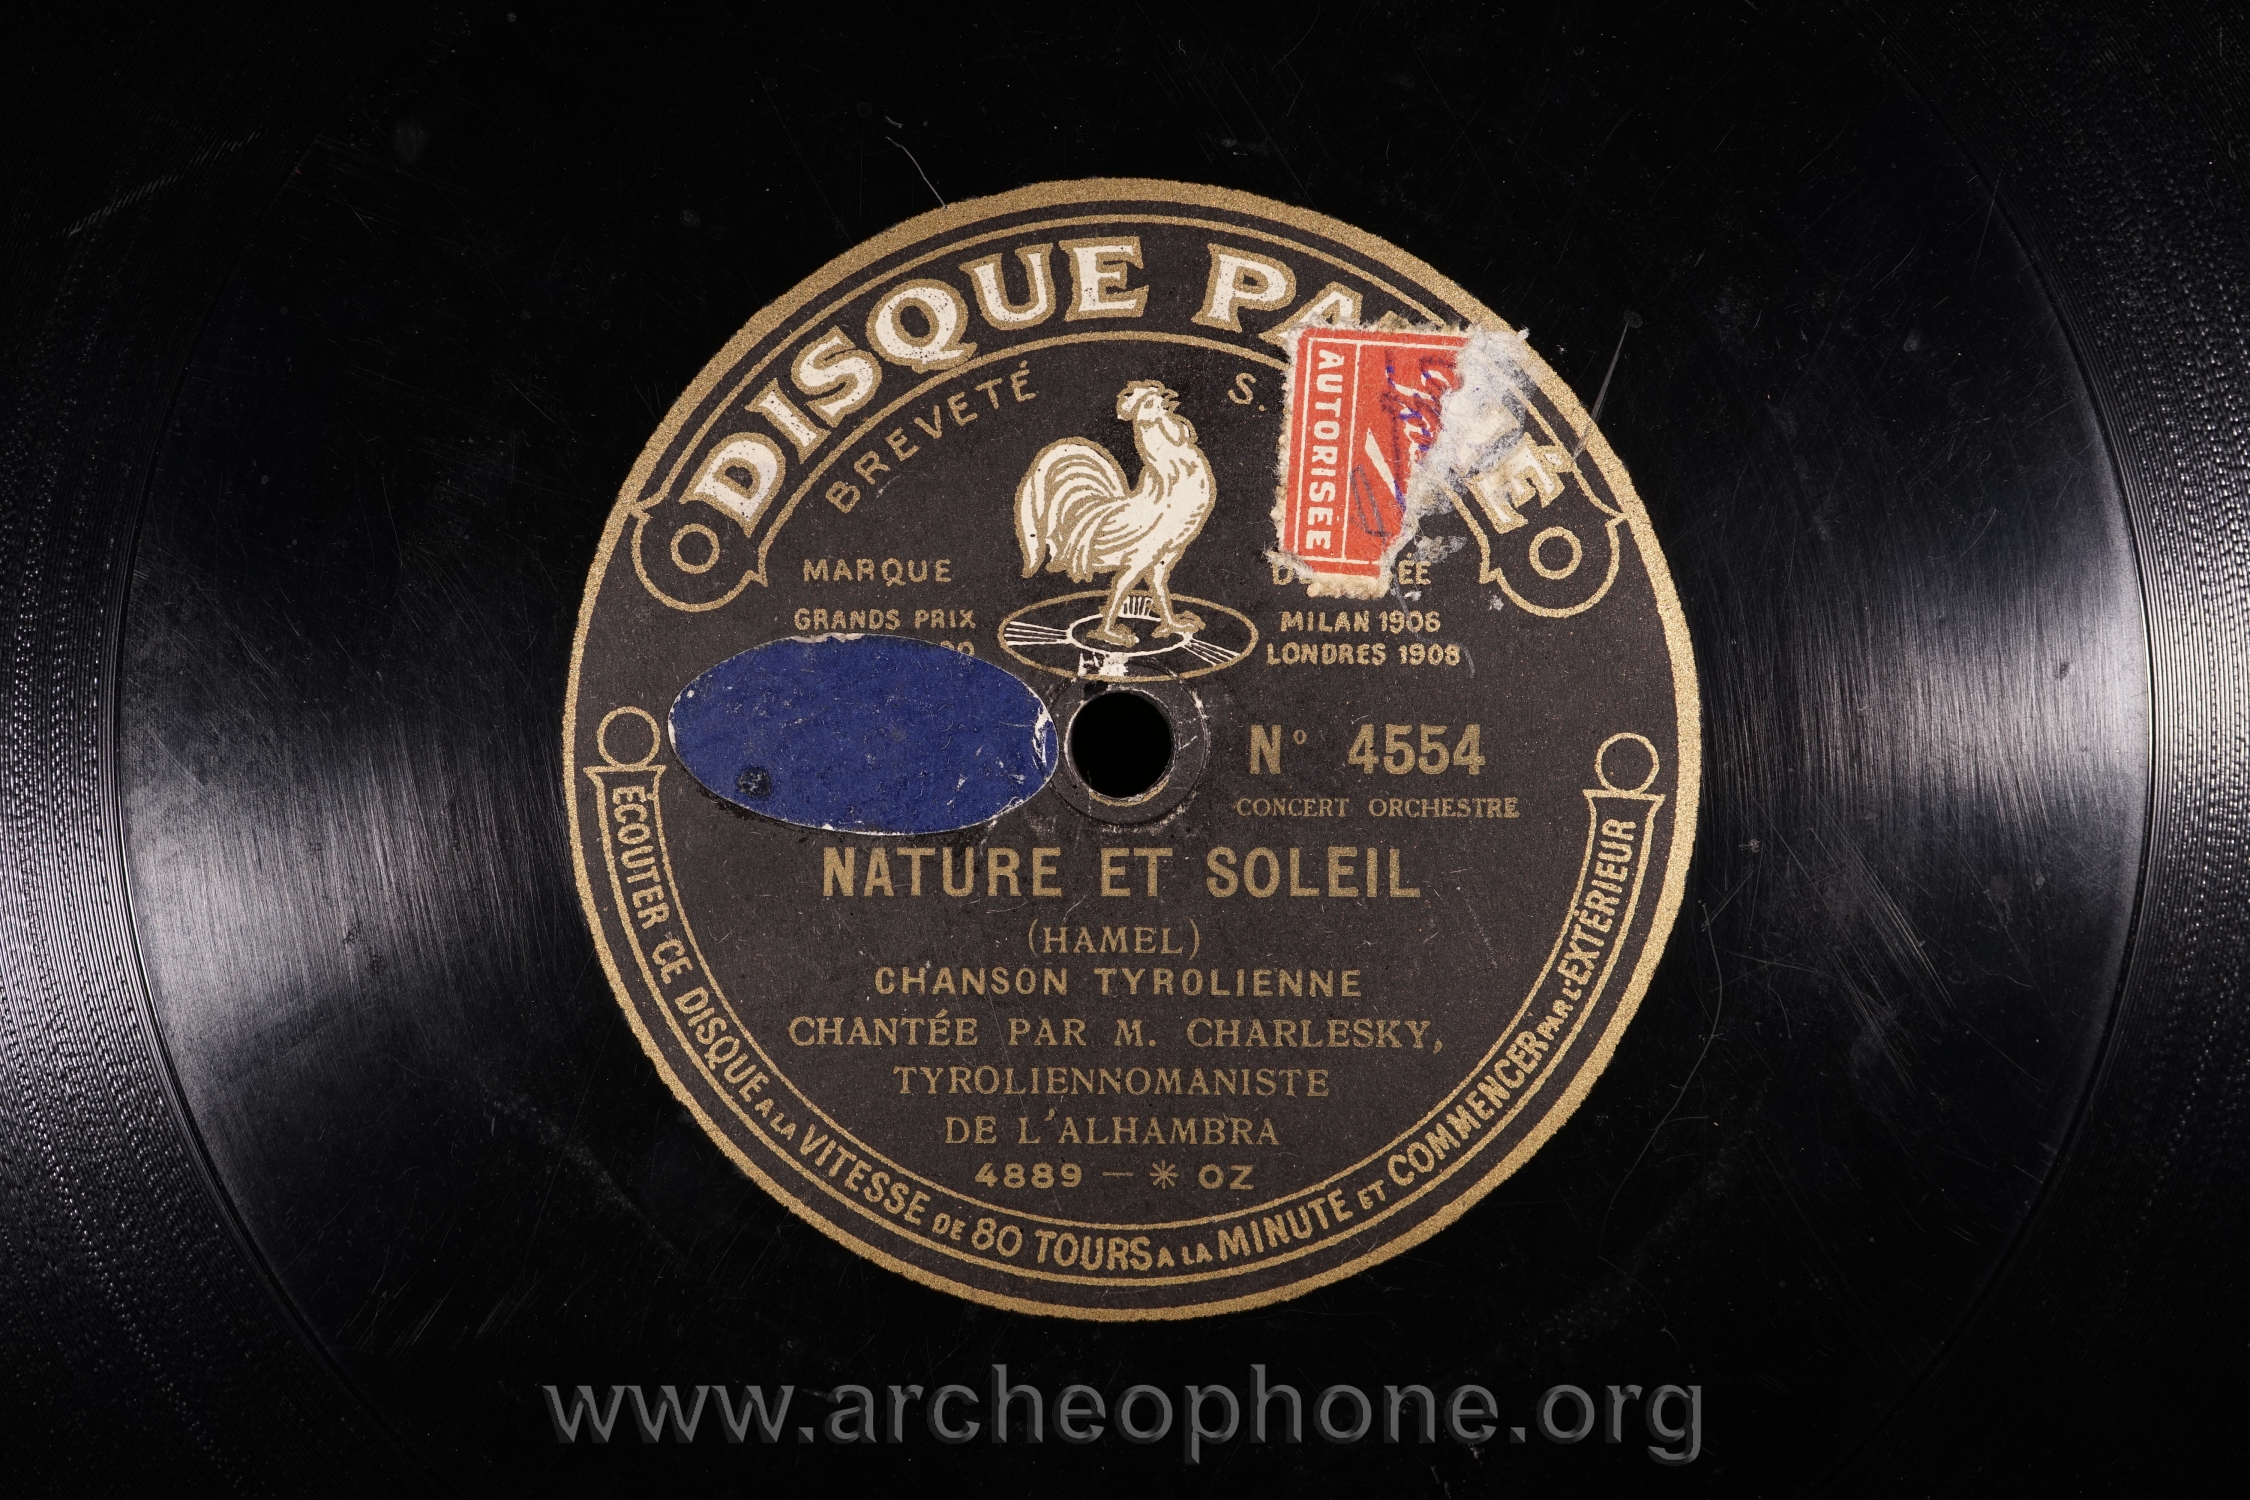 DISQUE
BREVETÉ S.
AUTORISÉE
MARQUE
GRANDS PRIX
MILAN 1906
LONDRES 1908
Nº 4554
CONCERT ORCHESTRE
NATURE ET SOLEIL
(HAMEL)
CHANSON TYROLIENNE
CHANTÉE PAR M. CHARLESKY,
TYROLIENNOMANISTE
DE L'ALHAMBRA
4889 — * OZ
ÉCOUTER CE DISQUE A LA VITESSE DE 80 TOURS A LA MINUTE ET COMMENCER PAR L'EXTÉRIEUR
www.archeophone.org